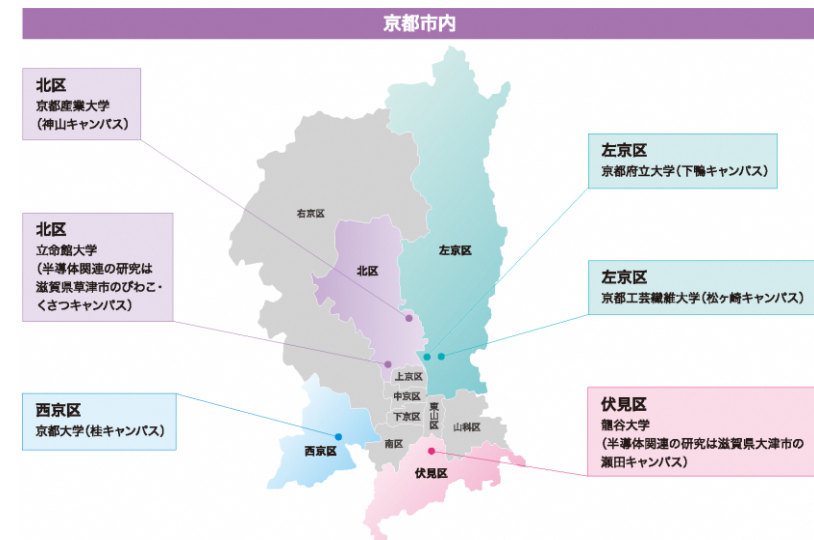 京都市内
北区
京都産業大学
（神山キャンパス）
北区
立命館大学
（半導体関連の研究は
滋賀県草津市のびわこ・
くさつキャンパス）
西京区
京都大学（桂キャンパス）
左京区
京都府立大学（下鴨キャンパス）
左京区
京都工芸繊維大学（松ヶ崎キャンパス）
伏見区
龍谷大学
（半導体関連の研究は滋賀県大津市の
瀬田キャンパス）
右京区
左京区
北区
上京区
中京区
下京区
東山区
山科区
南区
西京区
伏見区